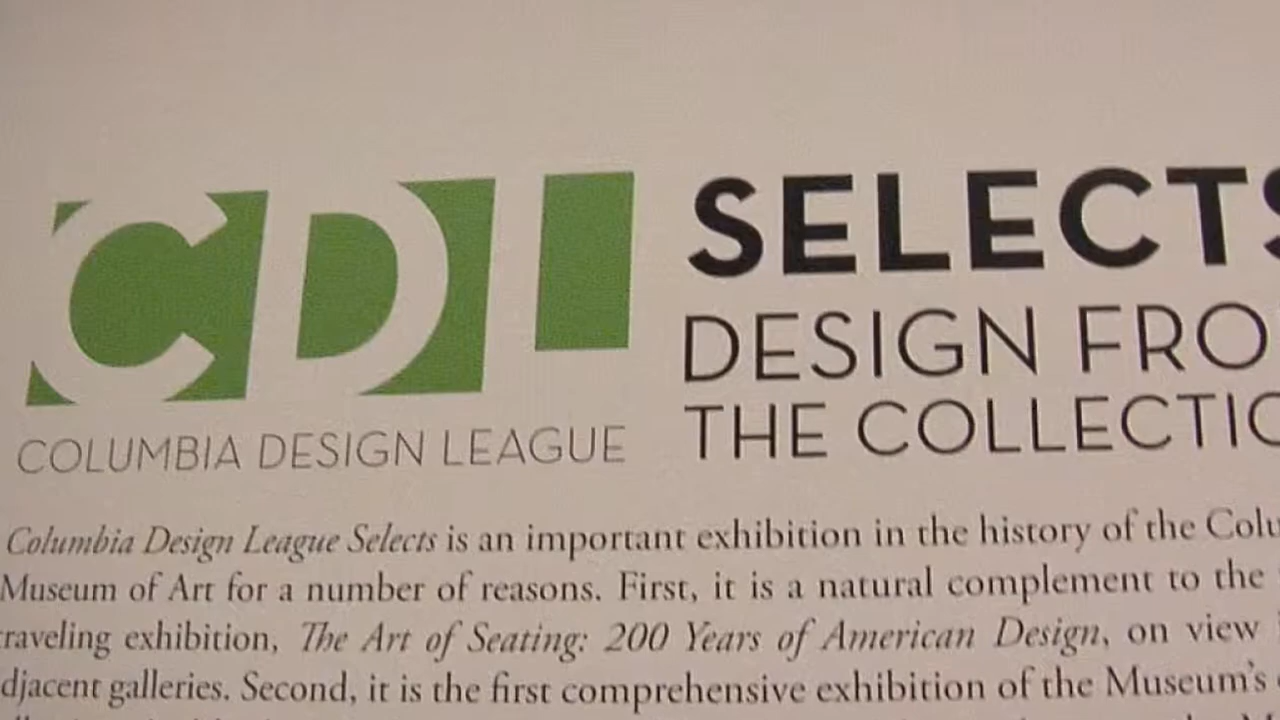 CDL
SELECTS
DESIGN FRO
THE COLLECTIO
COLUMBIA DESIGN LEAGUE
Columbia Design League Selects is an important exhibition in the history of the Colu
Museum of Art for a number of reasons. First, it is a natural complement to the
raveling exhibition, The Art of Seating: 200 Years of American Design, on view
djacent galleries. Second, it is the first comprehensive exhibition of the Museum's